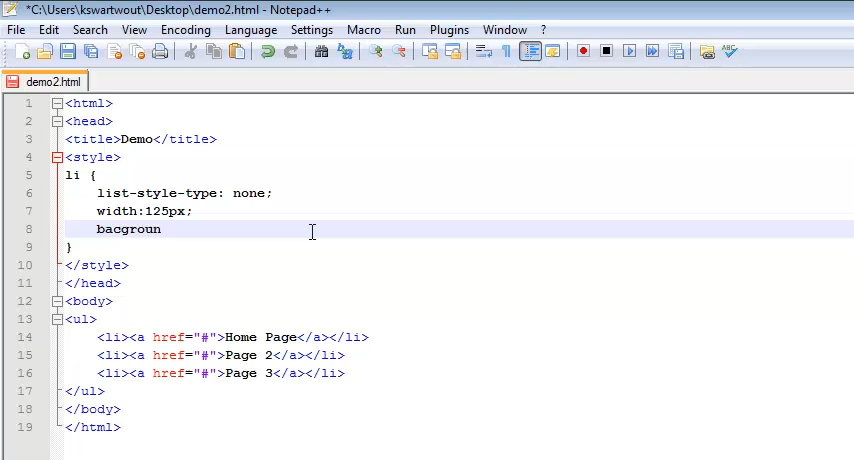 *C:\Users\kswartwout\Desktop\demo2.html - Notepad++
File Edit Search View Encoding Language Settings Macro Run Plugins Window ?
demo2.html
1 <html>
2 <head>
3 <title>Demo</title>
4 <style>
5 li {
6 list-style-type: none;
7 width:125px;
8 bacgroun
9 }
10 </style>
11 </head>
12 <body>
13 <ul>
14 <li><a href="#">Home Page</a></li>
15 <li><a href="#">Page 2</a></li>
16 <li><a href="#">Page 3</a></li>
17 </ul>
18 </body>
19 </html>